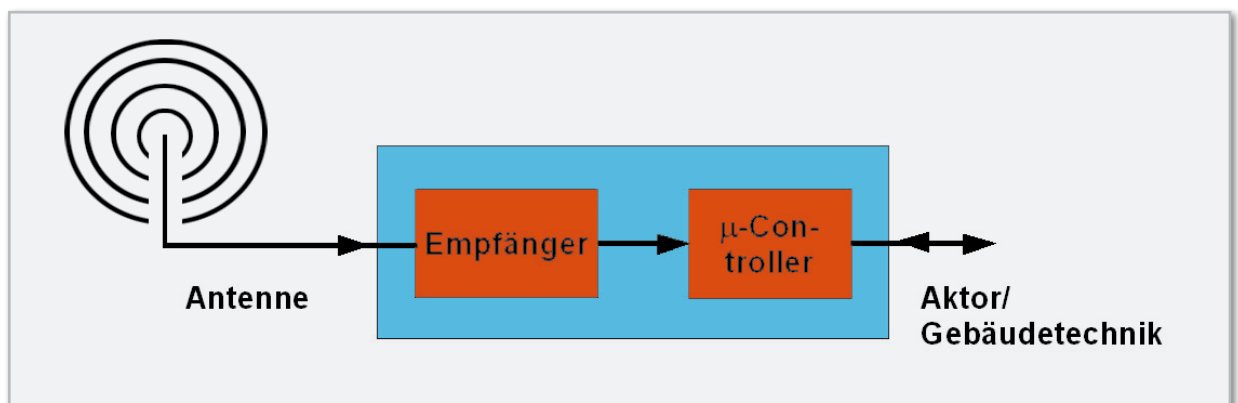 Empfänger
μ-Con-
troller
Antenne
Aktor/
Gebäudetechnik